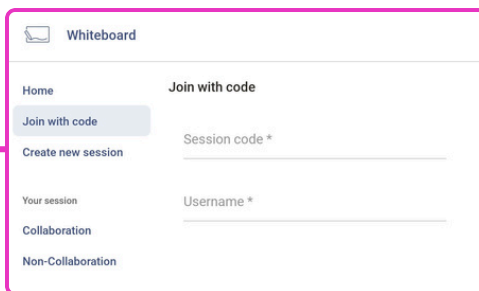 Whiteboard
Home
Join with code
Create new session
Your session
Collaboration
Non-Collaboration
Join with code
Session code *
Username *